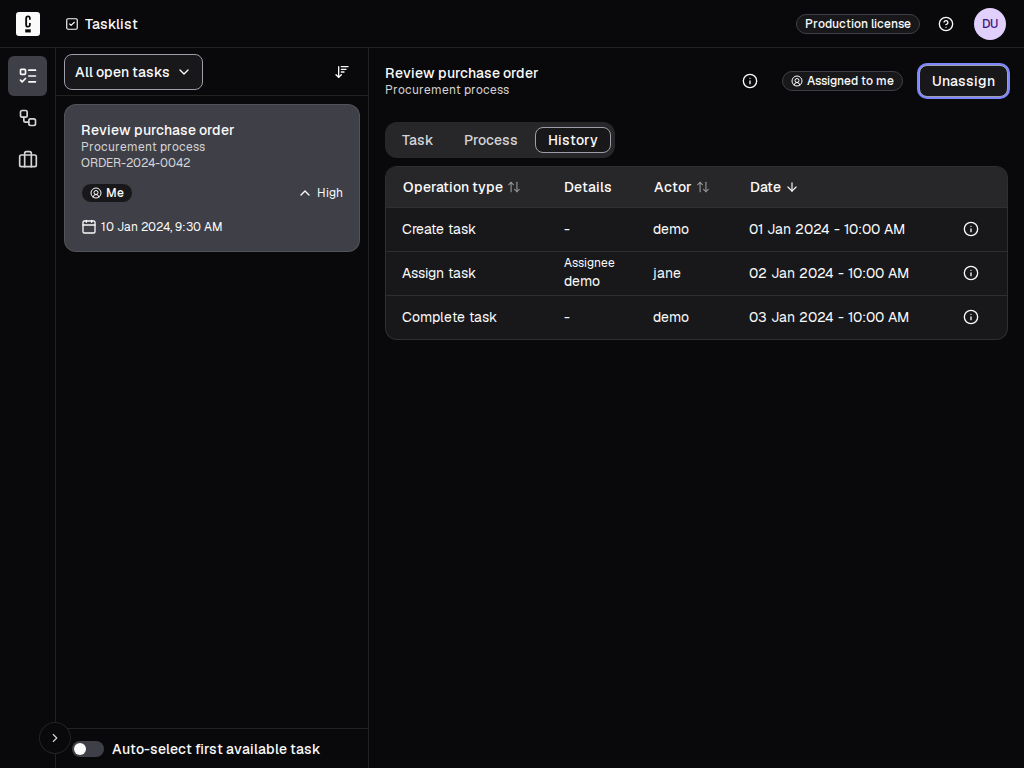 Tasklist
Production license
DU
All open tasks
Review purchase order
Procurement process
ORDER-2024-0042
Me
High
10 Jan 2024, 9:30 AM
Auto-select first available task
Review purchase order
Procurement process
Assigned to me
Unassign
Task Process History
Operation type Details Actor Date
Create task - demo 01 Jan 2024 - 10:00 AM
Assign task Assignee demo jane 02 Jan 2024 - 10:00 AM
Complete task - demo 03 Jan 2024 - 10:00 AM